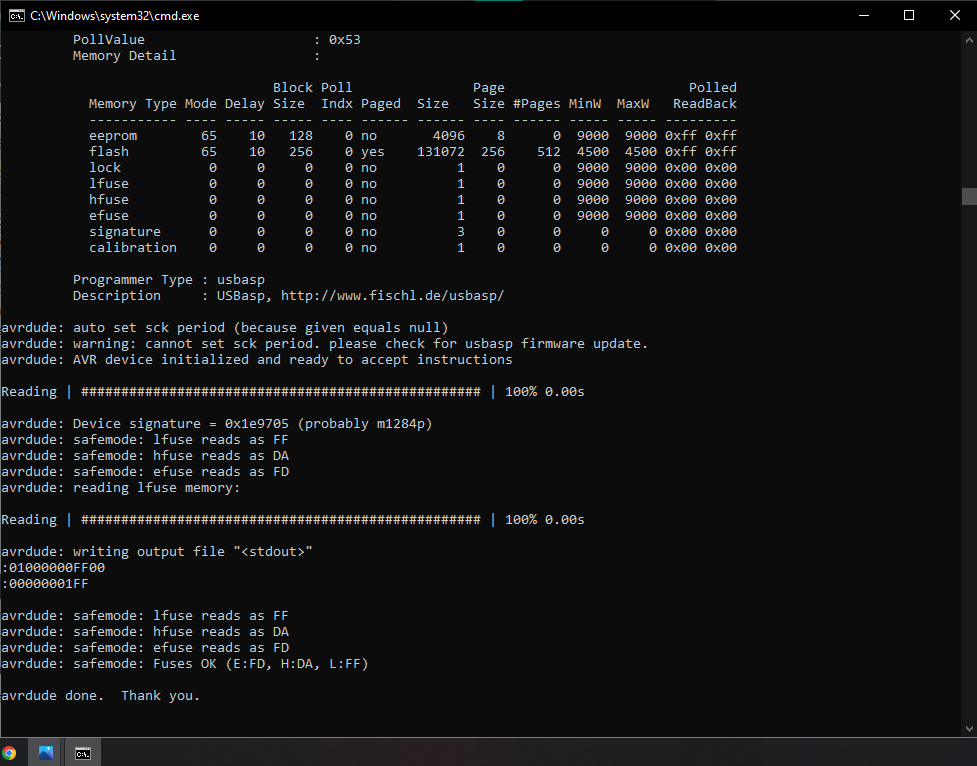 C:\Windows\system32\cmd.exe
PollValue                     : 0x53
Memory Detail                 :
                         Block Poll               Page                       Polled
  Memory Type Mode Delay Size  Indx Paged  Size   Size #Pages MinW  MaxW   ReadBack
  ----------- ---- ----- ----- ---- ------ ------ ---- ------ ----- ----- ---------
  eeprom        65    10   128    0 no       4096    8      0  9000  9000 0xff 0xff
  flash         65    10   256    0 yes    131072  256    512  4500  4500 0xff 0xff
  lock           0     0     0    0 no          1    0      0  9000  9000 0x00 0x00
  lfuse          0     0     0    0 no          1    0      0  9000  9000 0x00 0x00
  hfuse          0     0     0    0 no          1    0      0  9000  9000 0x00 0x00
  efuse          0     0     0    0 no          1    0      0  9000  9000 0x00 0x00
  signature      0     0     0    0 no          3    0      0     0     0 0x00 0x00
  calibration    0     0     0    0 no          1    0      0     0     0 0x00 0x00
Programmer Type : usbasp
Description     : USBasp, http://www.fischl.de/usbasp/
avrdude: auto set sck period (because given equals null)
avrdude: warning: cannot set sck period. please check for usbasp firmware update.
avrdude: AVR device initialized and ready to accept instructions
Reading | ################################################## | 100% 0.00s
avrdude: Device signature = 0x1e9705 (probably m1284p)
avrdude: safemode: lfuse reads as FF
avrdude: safemode: hfuse reads as DA
avrdude: safemode: efuse reads as FD
avrdude: reading lfuse memory:
Reading | ################################################## | 100% 0.00s
avrdude: writing output file "<stdout>"
:01000000FF00
:00000001FF
avrdude: safemode: lfuse reads as FF
avrdude: safemode: hfuse reads as DA
avrdude: safemode: efuse reads as FD
avrdude: safemode: Fuses OK (E:FD, H:DA, L:FF)
avrdude done.  Thank you.